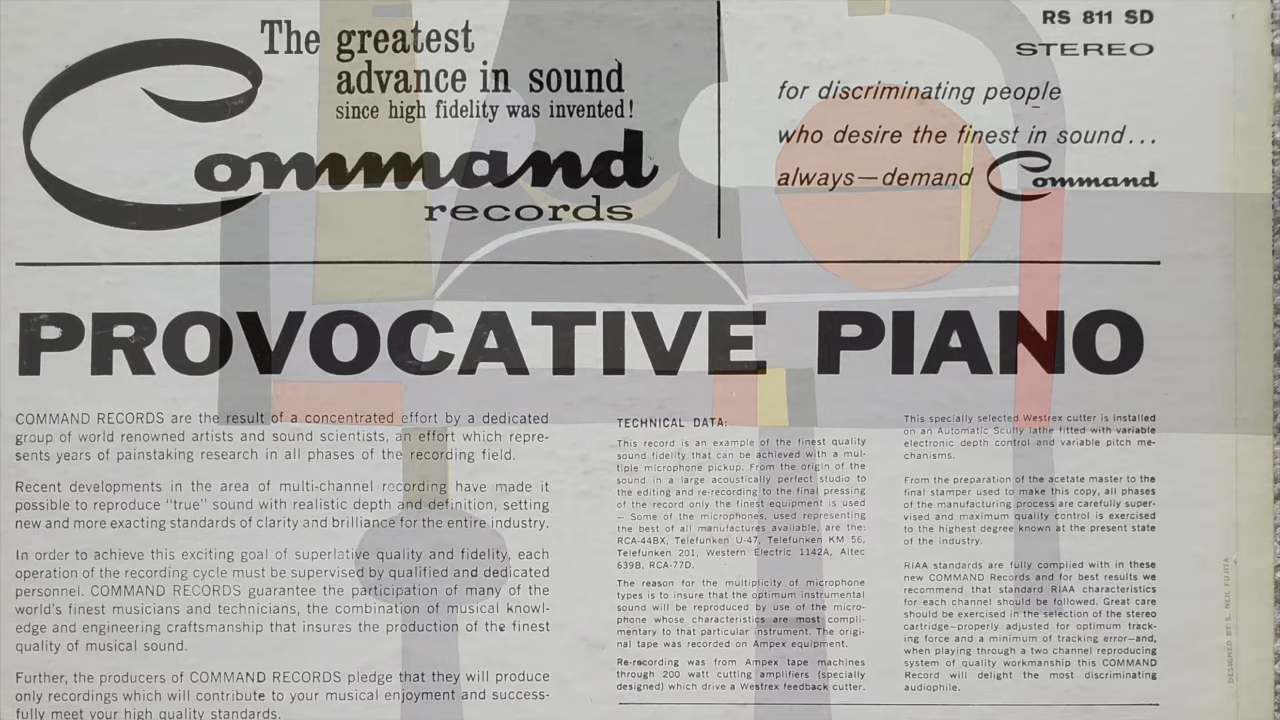 The greatest
advance in sound
since high fidelity was invented!
Command
records
RS 811 SD
STEREO
for discriminating people
who desire the finest in sound...
always—demand Command
PROVOCATIVE PIANO
COMMAND RECORDS are the result of a concentrated effort by a dedicated
group of world renowned artists and sound scientists, an effort which repre-
sents years of painstaking research in all phases of the recording field.
Recent developments in the area of multi-channel recording have made it
possible to reproduce "true" sound with realistic depth and definition, setting
new and more exacting standards of clarity and brilliance for the entire industry.
In order to achieve this exciting goal of superlative quality and fidelity, each
operation of the recording cycle must be supervised by qualified and dedicated
personnel. COMMAND RECORDS guarantee the participation of many of the
world's finest musicians and technicians, the combination of musical knowl-
edge and engineering craftsmanship that insures the production of the finest
quality of musical sound.
Further, the producers of COMMAND RECORDS pledge that they will produce
only recordings which will contribute to your musical enjoyment and success-
fully meet your high quality standards.
TECHNICAL DATA:
This record is an example of the finest quality
sound fidelity that can be achieved with a mul-
tiple microphone pickup. From the origin of the
sound in a large acoustically perfect studio to
the editing and re-recording to the final pressing
of the record only the finest equipment is used
— Some of the microphones, used representing
the best of all manufactures available, are the:
RCA-44BX, Telefunken U-47, Telefunken KM 56,
Telefunken 201, Western Electric 1142A, Altec
639B, RCA-77D.
The reason for the multiplicity of microphone
types is to insure that the optimum instrumental
sound will be reproduced by use of the micro-
phone whose characteristics are most compli-
mentary to that particular instrument. The origi-
nal tape was recorded on Ampex equipment.
Re-recording was from Ampex tape machines
through 200 watt cutting amplifiers (specially
designed) which drive a Westrex feedback cutter.
This specially selected Westrex cutter is installed
on an Automatic Scully lathe fitted with variable
electronic depth control and variable pitch me-
chanisms.
From the preparation of the acetate master to the
final stamper used to make this copy, all phases
of the manufacturing process are carefully super-
vised and maximum quality control is exercised
to the highest degree known at the present state
of the industry.
RIAA standards are fully complied with in these
new COMMAND Records and for best results we
recommend that standard RIAA characteristics
for each channel should be followed. Great care
should be exercised in the selection of the stereo
cartridge—properly adjusted for optimum track-
ing force and a minimum of tracking error—and,
when playing through a two channel reproducing
system of quality workmanship this COMMAND
Record will delight the most discriminating
audiophile.
DESIGNED BY: S. NEIL FUJITA